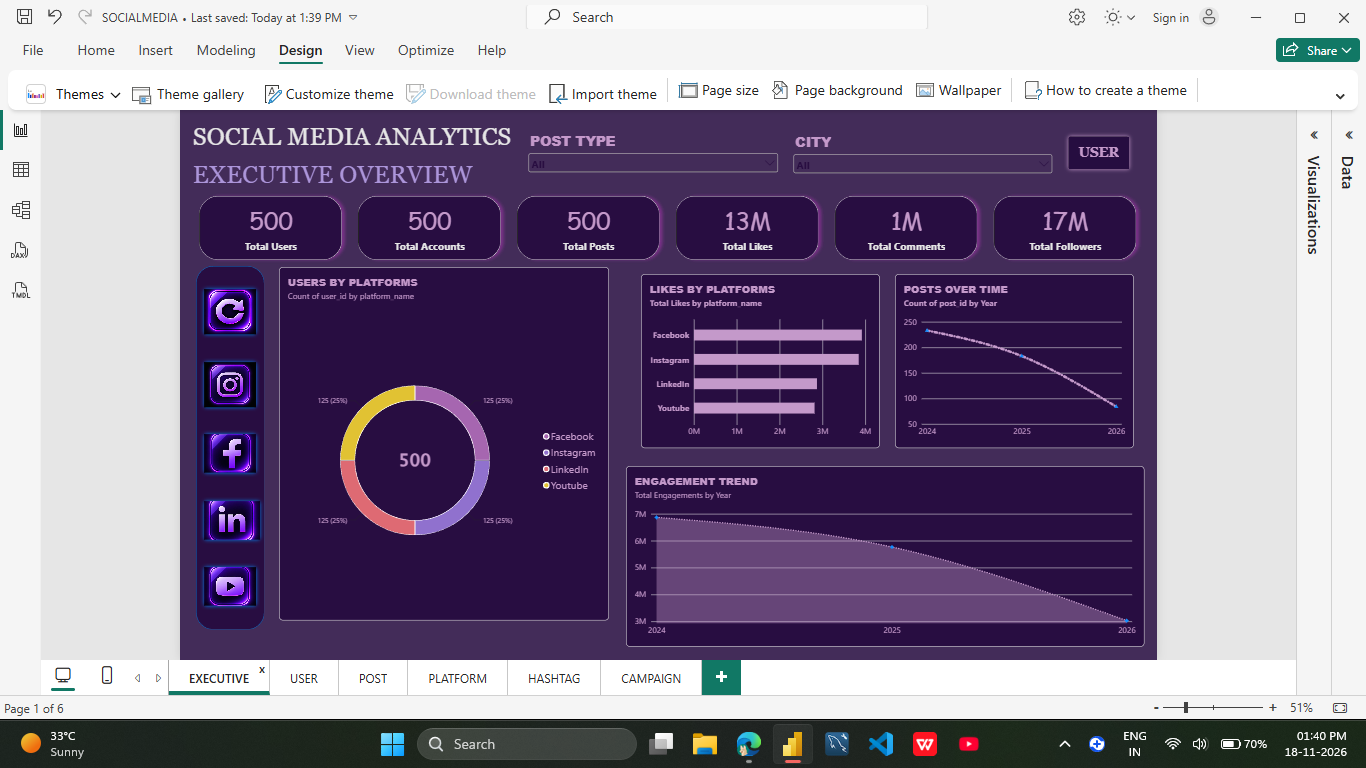 SOCIALMEDIA • Last saved: Today at 1:39 PM
Search
Sign in
File Home Insert Modeling Design View Optimize Help
Share
Themes Theme gallery Customize theme Download theme Import theme Page size Page background Wallpaper How to create a theme
SOCIAL MEDIA ANALYTICS
EXECUTIVE OVERVIEW
POST TYPE
All
CITY
All
USER
500
Total Users
500
Total Accounts
500
Total Posts
13M
Total Likes
1M
Total Comments
17M
Total Followers
DAX
TMDL
in
USERS BY PLATFORMS
Count of user_id by platform_name
125 (25%)
125 (25%)
500
125 (25%)
125 (25%)
Facebook
Instagram
LinkedIn
Youtube
LIKES BY PLATFORMS
Total Likes by platform_name
Facebook
Instagram
LinkedIn
Youtube
0M 1M 2M 3M 4M
POSTS OVER TIME
Count of post_id by Year
250
200
150
100
50
2024 2025 2026
ENGAGEMENT TREND
Total Engagements by Year
7M
6M
5M
4M
3M
2024 2025 2026
Visualizations
Data
EXECUTIVE x USER POST PLATFORM HASHTAG CAMPAIGN +
Page 1 of 6
- + 51%
33°C
Sunny
Search
ENG
IN
70%
01:40 PM
18-11-2026